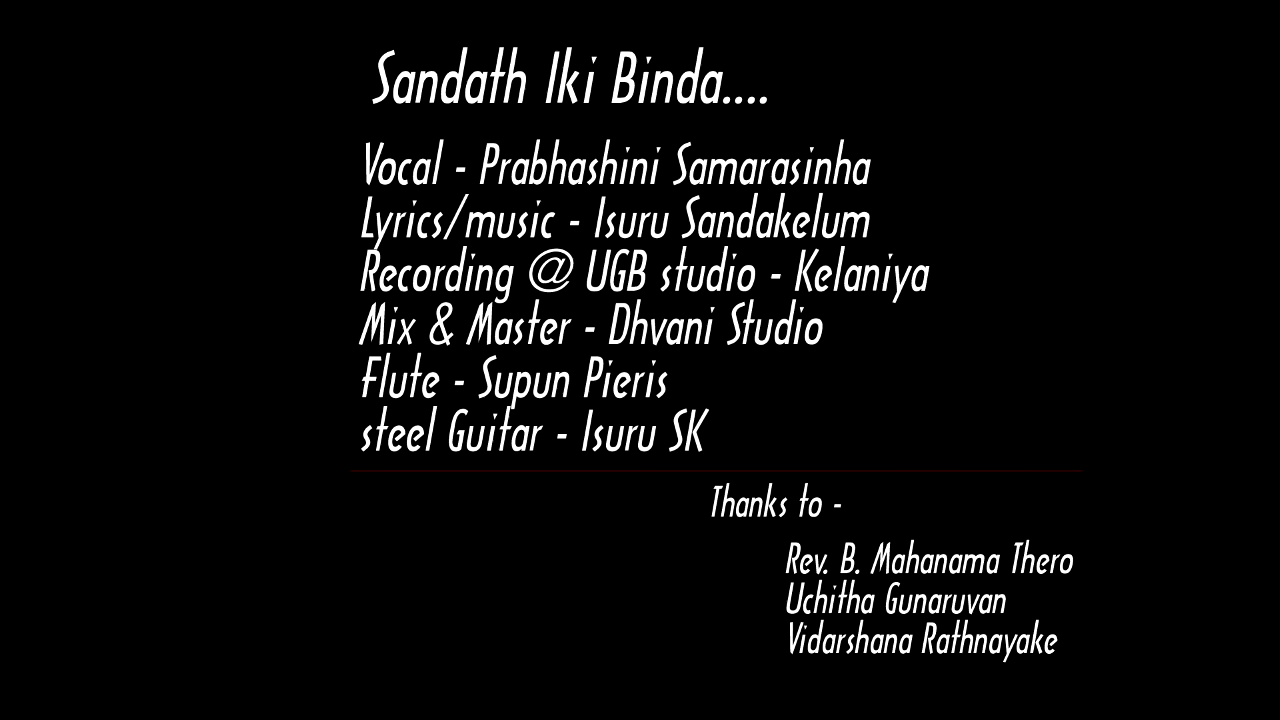 Sandath Iki Binda....
Vocal - Prabhashini Samarasinha
Lyrics/music - Isuru Sandakelum
Recording @ UGB studio - Kelaniya
Mix & Master - Dhvani Studio
Flute - Supun Pieris
steel Guitar - Isuru SK
Thanks to -
Rev. B. Mahanama Thero
Uchitha Gunaruvan
Vidarshana Rathnayake